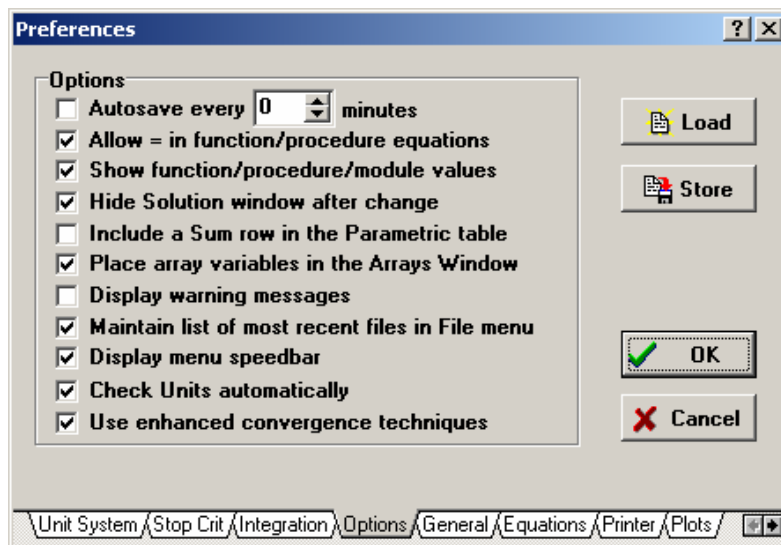 Preferences
Options
Autosave every 0 minutes
Allow = in function/procedure equations
Show function/procedure/module values
Hide Solution window after change
Include a Sum row in the Parametric table
Place array variables in the Arrays Window
Display warning messages
Maintain list of most recent files in File menu
Display menu speedbar
Check Units automatically
Use enhanced convergence techniques
Load
Store
OK
Cancel
Unit System Stop Crit Integration Options General Equations Printer Plots